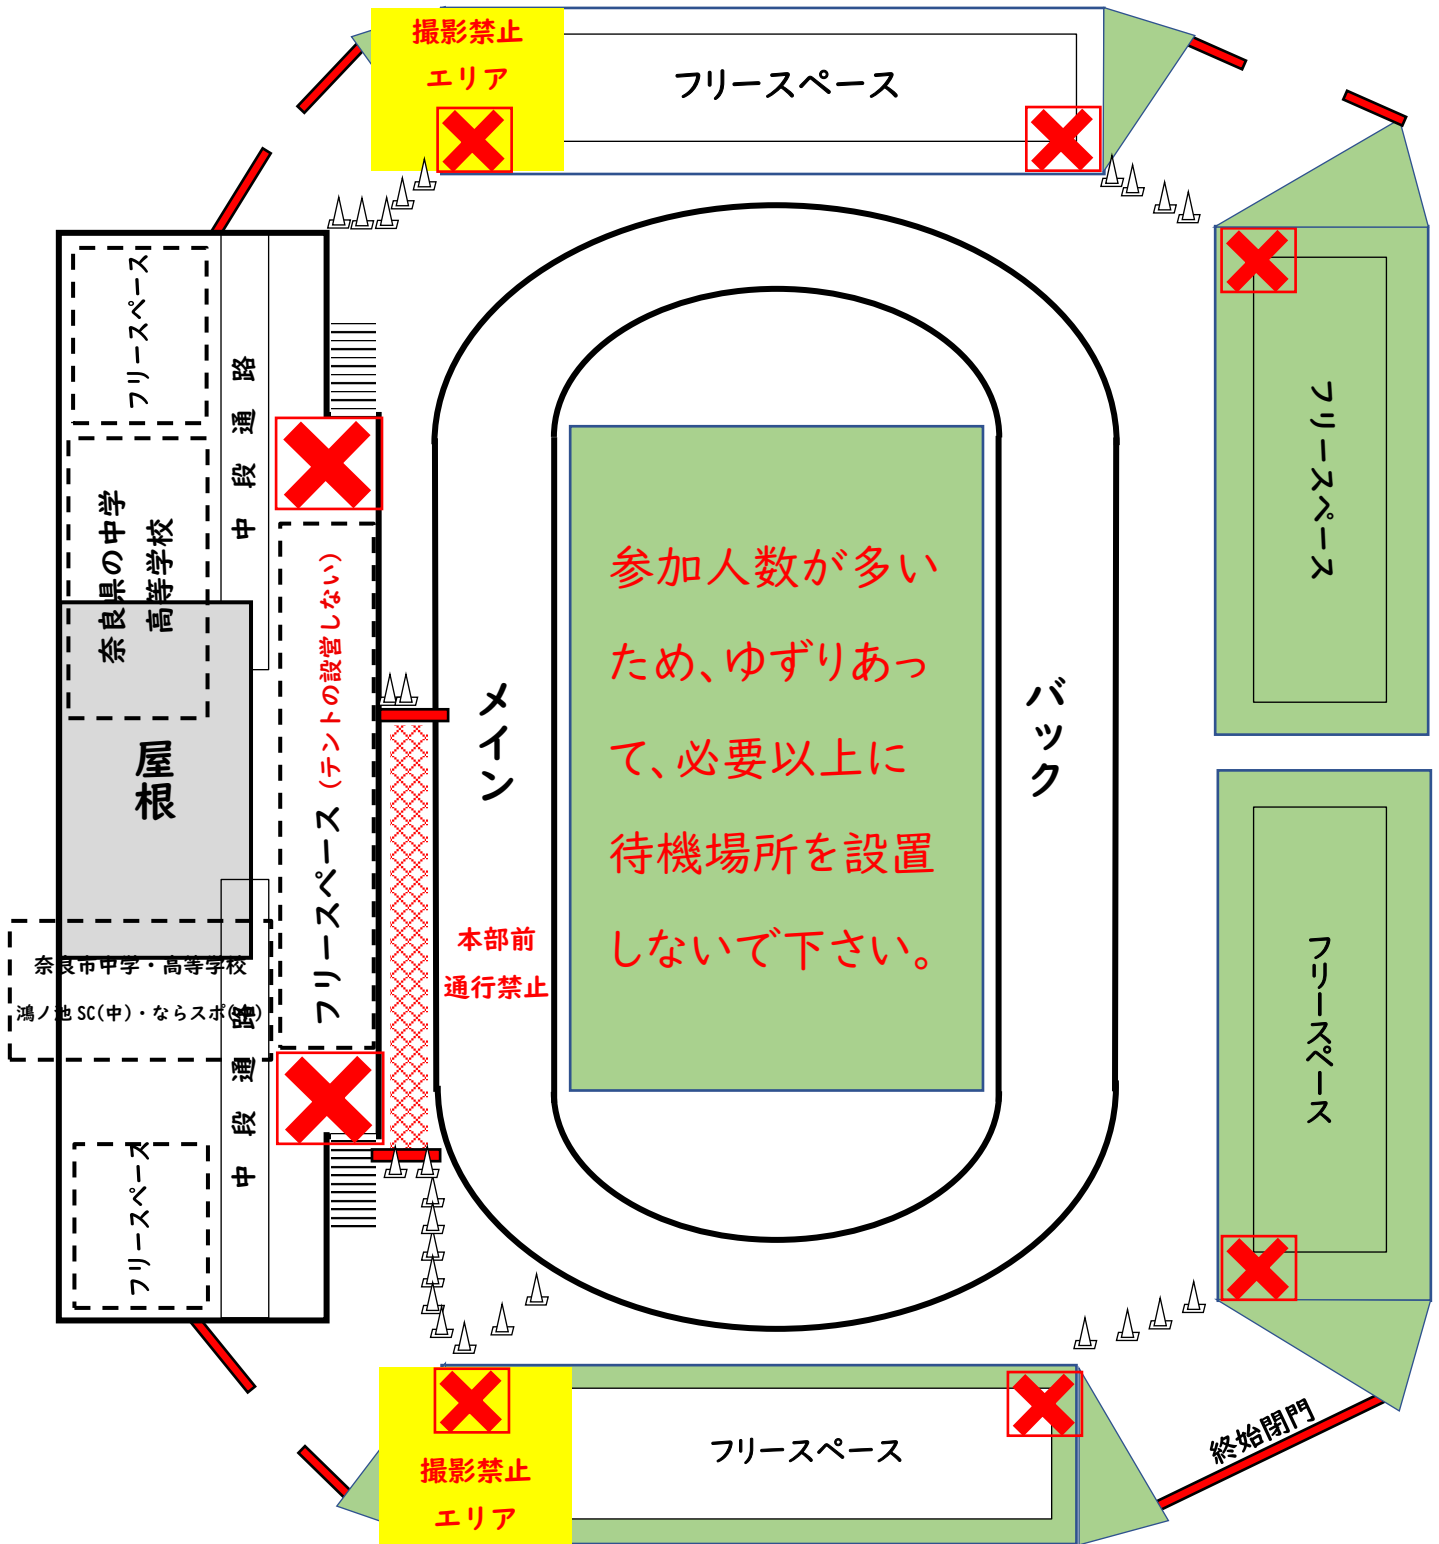 撮影禁止
エリア
フリースペース
フリースペース
中段通路
奈良県の中学
高等学校
屋根
フリースペース(テントの設営しない)
メイン
参加人数が多い
ため、ゆずりあっ
て、必要以上に
待機場所を設置
しないで下さい。
バック
フリースペース
本部前
通行禁止
奈良市中学・高等学校
鴻ノ池SC(中)・ならスポ(
中段通路
フリースペース
フリースペース
撮影禁止
エリア
フリースペース
終始閉門